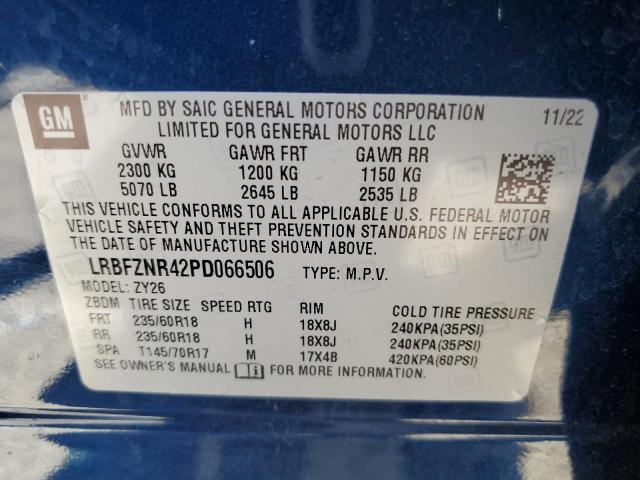 GM ®
MFD BY SAIC GENERAL MOTORS CORPORATION 11/22
LIMITED FOR GENERAL MOTORS LLC
GVWR GAWR FRT GAWR RR
2300 KG 1200 KG 1150 KG
5070 LB 2645 LB 2535 LB
THIS VEHICLE CONFORMS TO ALL APPLICABLE U.S. FEDERAL MOTOR
VEHICLE SAFETY AND THEFT PREVENTION STANDARDS IN EFFECT ON
THE DATE OF MANUFACTURE SHOWN ABOVE.
LRBFZNR42PD066506 TYPE: M.P.V.
MODEL: ZY26
ZBDM TIRE SIZE SPEED RTG RIM COLD TIRE PRESSURE
FRT 235/60R18 H 18X8J 240KPA(35PSI)
RR 235/60R18 H 18X8J 240KPA(35PSI)
SPA T145/70R17 M 17X4B 420KPA(60PSI)
SEE OWNER'S MANUAL FOR MORE INFORMATION.